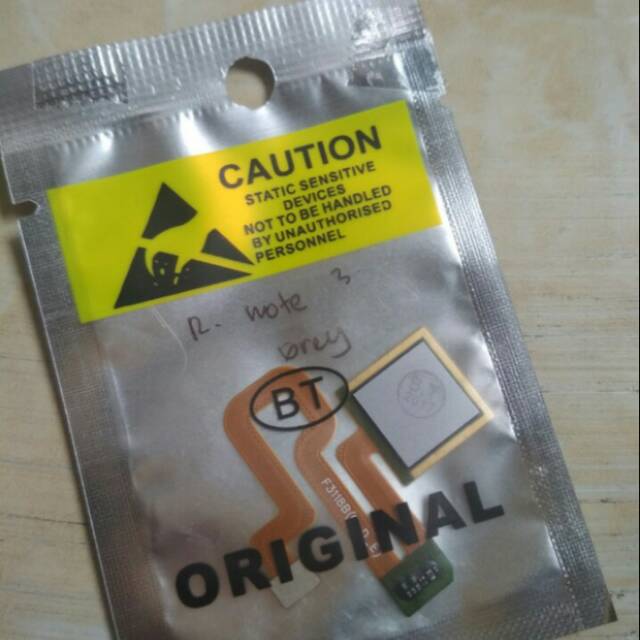 CAUTION
STATIC SENSITIVE
DEVICES
NOT TO BE HANDLED
BY UNAUTHORISED
PERSONNEL
R. note 3
Grey
BT
ORIGINAL